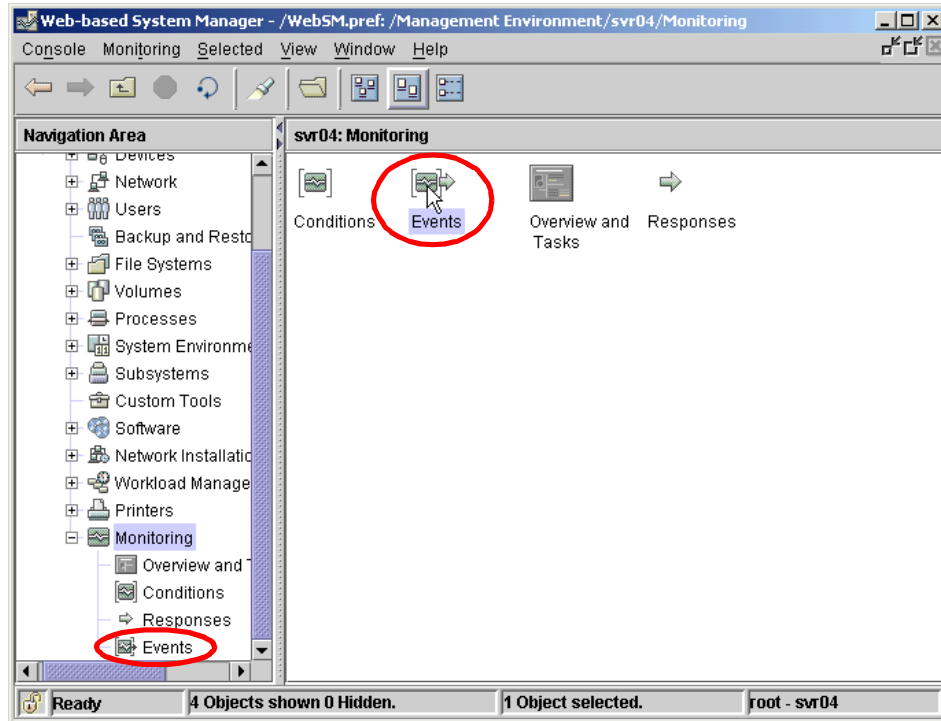 Web-based System Manager - /WebSM.pref: /Management Environment/svr04/Monitoring
Console Monitoring Selected View Window Help
Navigation Area
svr04: Monitoring
Devices
Network
Users
Backup and Resto
File Systems
Volumes
Processes
System Environme
Subsystems
Custom Tools
Software
Network Installatic
Workload Manage
Printers
Monitoring
Overview and T
Conditions
Responses
Events
Conditions
Events
Overview and
Tasks
Responses
Ready
4 Objects shown 0 Hidden.
1 Object selected.
root - svr04